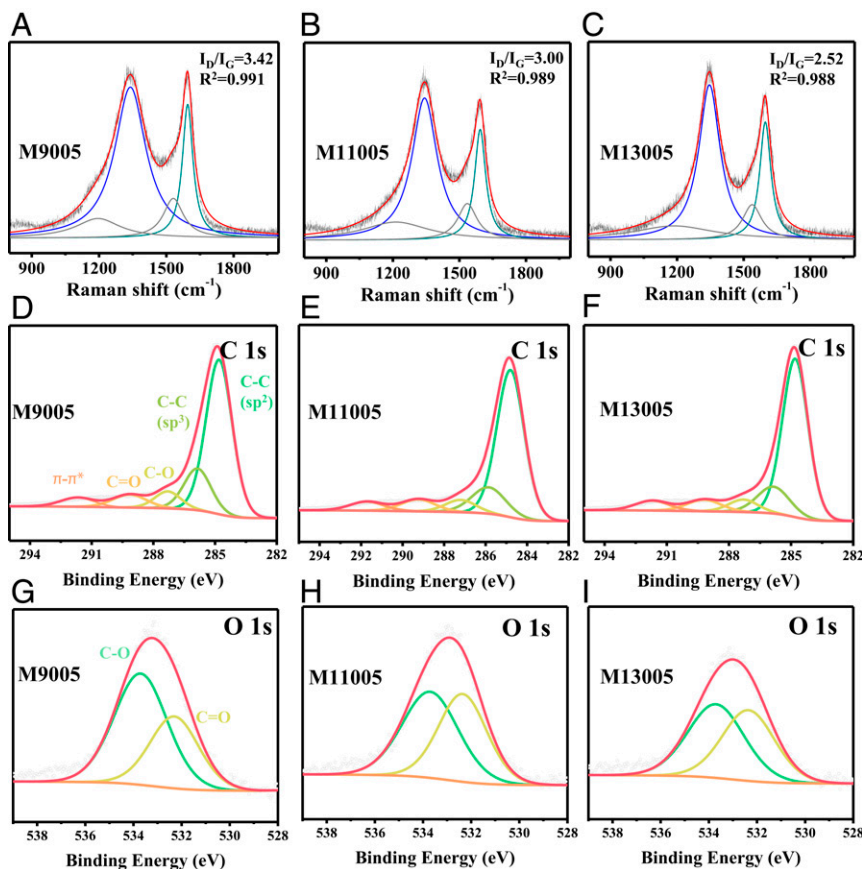 A
I_D/I_G=3.42
R²=0.991
M9005
900 1200 1500 1800
Raman shift (cm⁻¹)
B
I_D/I_G=3.00
R²=0.989
M11005
900 1200 1500 1800
Raman shift (cm⁻¹)
C
I_D/I_G=2.52
R²=0.988
M13005
900 1200 1500 1800
Raman shift (cm⁻¹)
D
C 1s
M9005
C-C
(sp²)
C-C
(sp³)
π-π*
C=O
C-O
294 291 288 285 282
Binding Energy (eV)
E
C 1s
M11005
294 292 290 288 286 284 282
Binding Energy (eV)
F
C 1s
M13005
294 291 288 285 282
Binding Energy (eV)
G
O 1s
M9005
C-O
C=O
538 536 534 532 530 528
Binding Energy (eV)
H
O 1s
M11005
538 536 534 532 530 528
Binding Energy (eV)
I
O 1s
M13005
538 536 534 532 530 528
Binding Energy (eV)